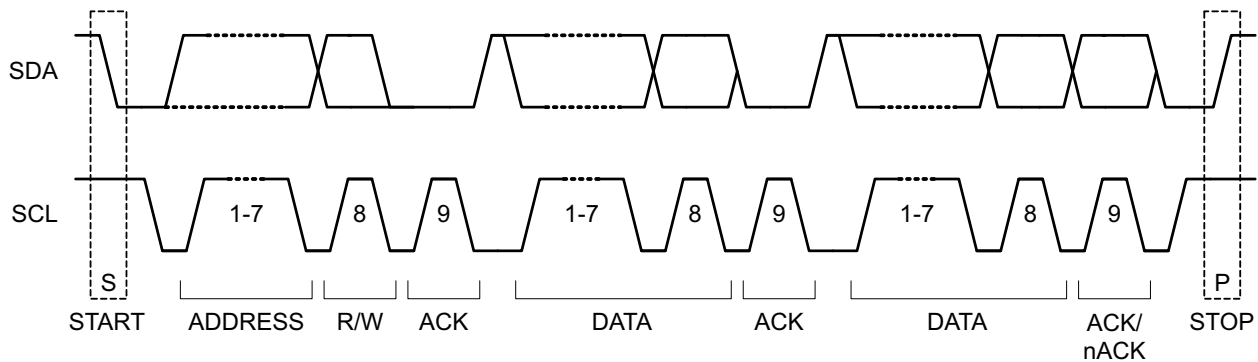 SDA
SCL
1-7
8
9
1-7
8
9
1-7
8
9
S
P
START
ADDRESS
R/W
ACK
DATA
ACK
DATA
ACK/
nACK
STOP